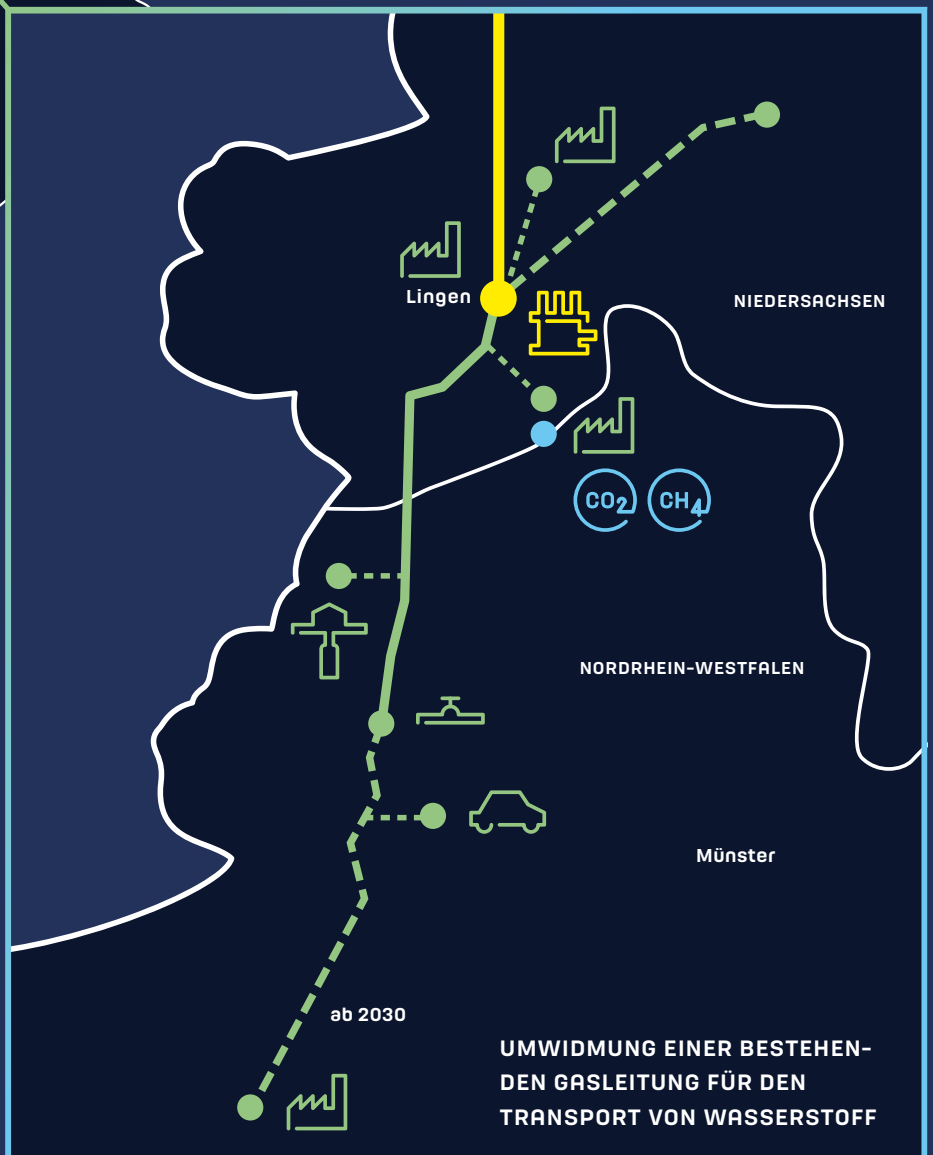 Lingen
NIEDERSACHSEN
CO2
CH4
NORDRHEIN-WESTFALEN
Münster
ab 2030
UMWIDMUNG EINER BESTEHEN-
DEN GASLEITUNG FÜR DEN
TRANSPORT VON WASSERSTOFF